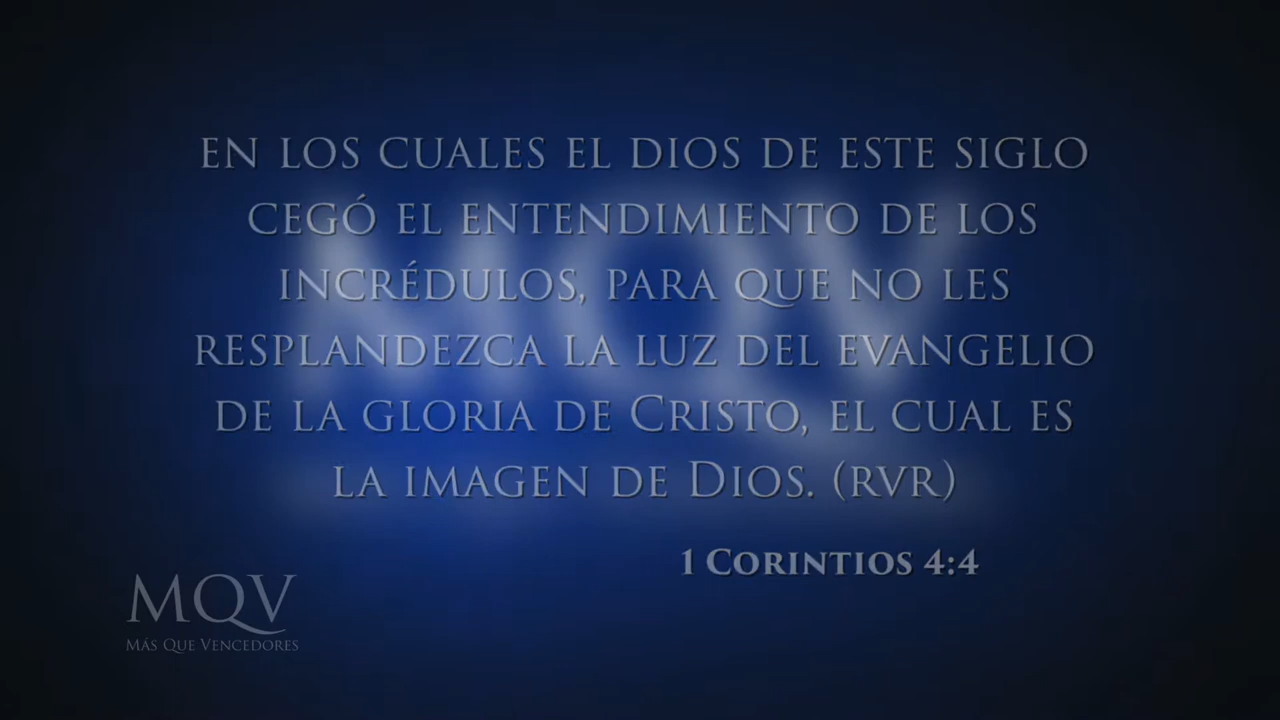 EN LOS CUALES EL DIOS DE ESTE SIGLO
CEGÓ EL ENTENDIMIENTO DE LOS
INCRÉDULOS, PARA QUE NO LES
RESPLANDEZCA LA LUZ DEL EVANGELIO
DE LA GLORIA DE CRISTO, EL CUAL ES
LA IMAGEN DE DIOS. (RVR)
1 CORINTIOS 4:4
MQV
MÁS QUE VENCEDORES
MQV